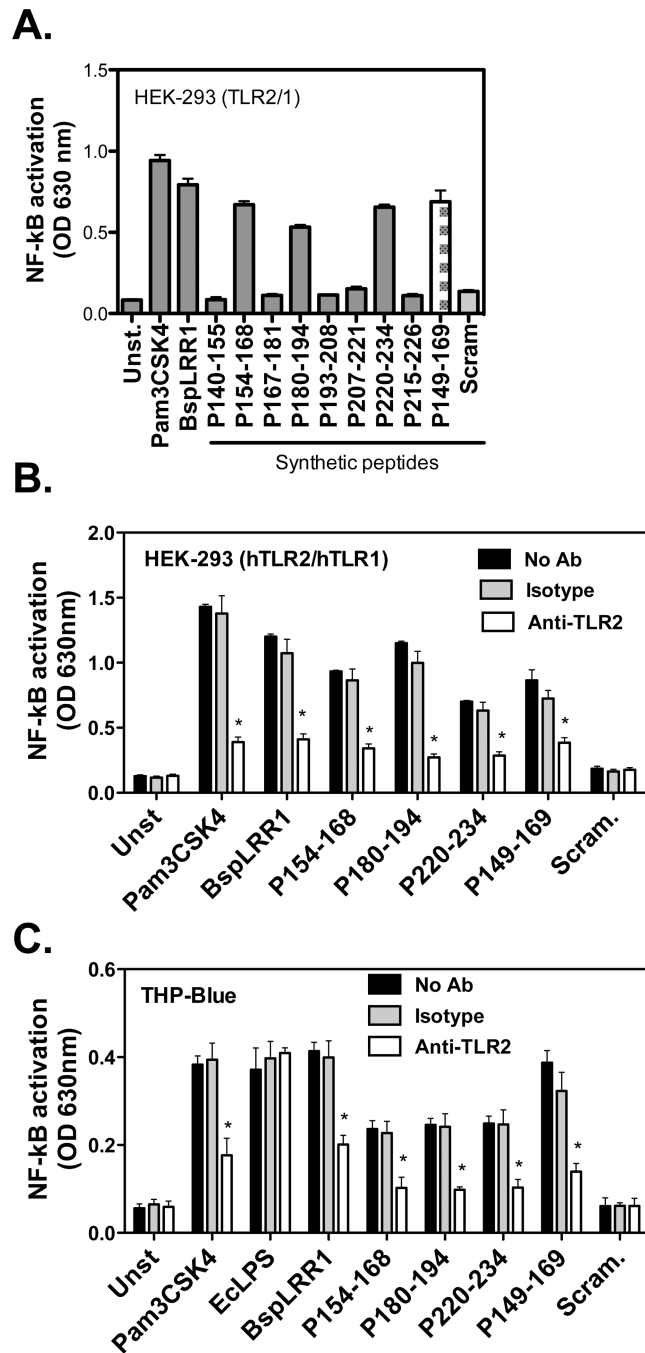 A.
1.5
1.0
0.5
0.0
NF-kB activation
(OD 630 nm)
HEK-293 (TLR2/1)
Unst.
Pam3CSK4
BspLRR1
P140-155
P154-168
P167-181
P180-194
P193-208
P207-221
P220-234
P215-226
P149-169
Scram
Synthetic peptides
B.
2.0
1.5
1.0
0.5
0.0
NF-kB activation
(OD 630nm)
HEK-293 (hTLR2/hTLR1)
No Ab
Isotype
Anti-TLR2
* * * * * *
Unst
Pam3CSK4
BspLRR1
P154-168
P180-194
P220-234
P149-169
Scram.
C.
0.6
0.4
0.2
0.0
NF-kB activation
(OD 630nm)
THP-Blue
No Ab
Isotype
Anti-TLR2
* * * * * *
Unst
Pam3CSK4
EcLPS
BspLRR1
P154-168
P180-194
P220-234
P149-169
Scram.